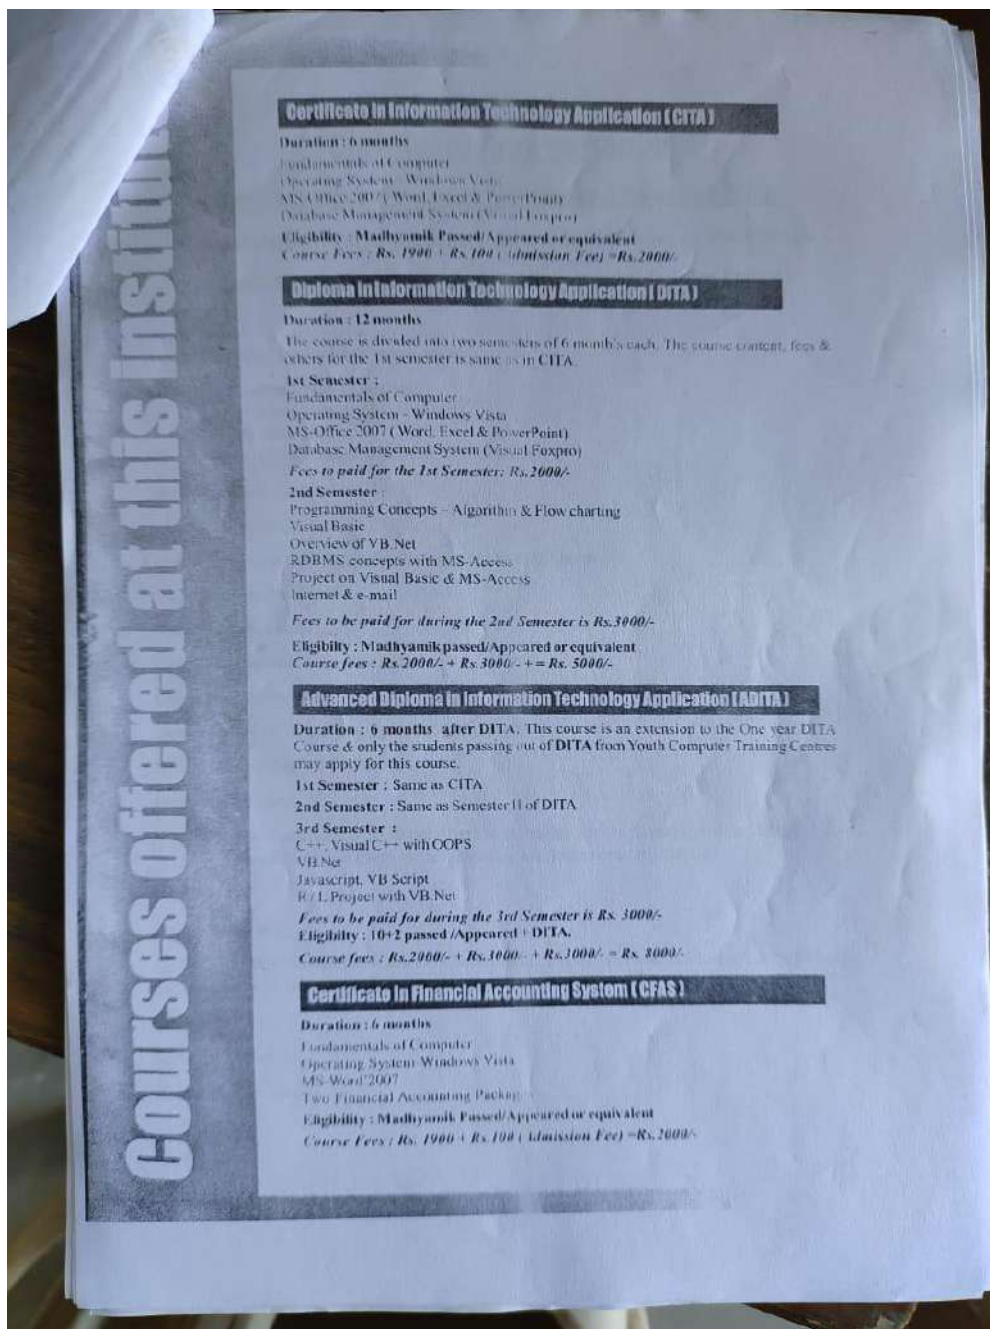 Courses offered at this institu
Certificate in Information Technology Application ( CITA )
Duration : 6 months
Fundamentals of Computer
Operating System - Windows Vista
MS-Office 2007 ( Word, Excel & PowerPoint)
Database Management System (Visual Foxpro)
Eligibility : Madhyamik Passed/Appeared or equivalent
Course Fees : Rs. 1900 + Rs.100 ( Admission Fee) =Rs.2000/-
Diploma in Information Technology Application ( DITA )
Duration : 12 months
The course is divided into two semesters of 6 month's each. The course content, fees &
others for the 1st semester is same as in CITA.
1st Semester :
Fundamentals of Computer
Operating System - Windows Vista
MS-Office 2007 ( Word, Excel & PowerPoint)
Database Management System (Visual Foxpro)
Fees to paid for the 1st Semester: Rs.2000/-
2nd Semester :
Programming Concepts – Algorithm & Flow charting
Visual Basic
Overview of VB.Net
RDBMS concepts with MS-Access
Project on Visual Basic & MS-Access
Internet & e-mail
Fees to be paid for during the 2nd Semester is Rs.3000/-
Eligibilty : Madhyamik passed/Appeared or equivalent
Course fees : Rs.2000/- + Rs.3000/- + = Rs. 5000/-
Advanced Diploma in Information Technology Application ( ADITA )
Duration : 6 months after DITA. This course is an extension to the One year DITA
Course & only the students passing out of DITA from Youth Computer Training Centres
may apply for this course.
1st Semester : Same as CITA
2nd Semester : Same as Semester II of DITA
3rd Semester :
C++, Visual C++ with OOPS
VB.Net
Javascript, VB Script
R / L Project with VB.Net
Fees to be paid for during the 3rd Semester is Rs. 3000/-
Eligibilty : 10+2 passed /Appeared + DITA.
Course fees : Rs.2000/- + Rs.3000/- + Rs.3000/- = Rs. 8000/-
Certificate in Financial Accounting System ( CFAS )
Duration : 6 months
Fundamentals of Computer
Operating System-Windows Vista
MS-Word'2007
Two Financial Accounting
Eligibility : Madhyamik Passed/Appeared or equivalent
Course Fees : Rs. 1900 + Rs.100 ( Admission Fee) =Rs.2000/-